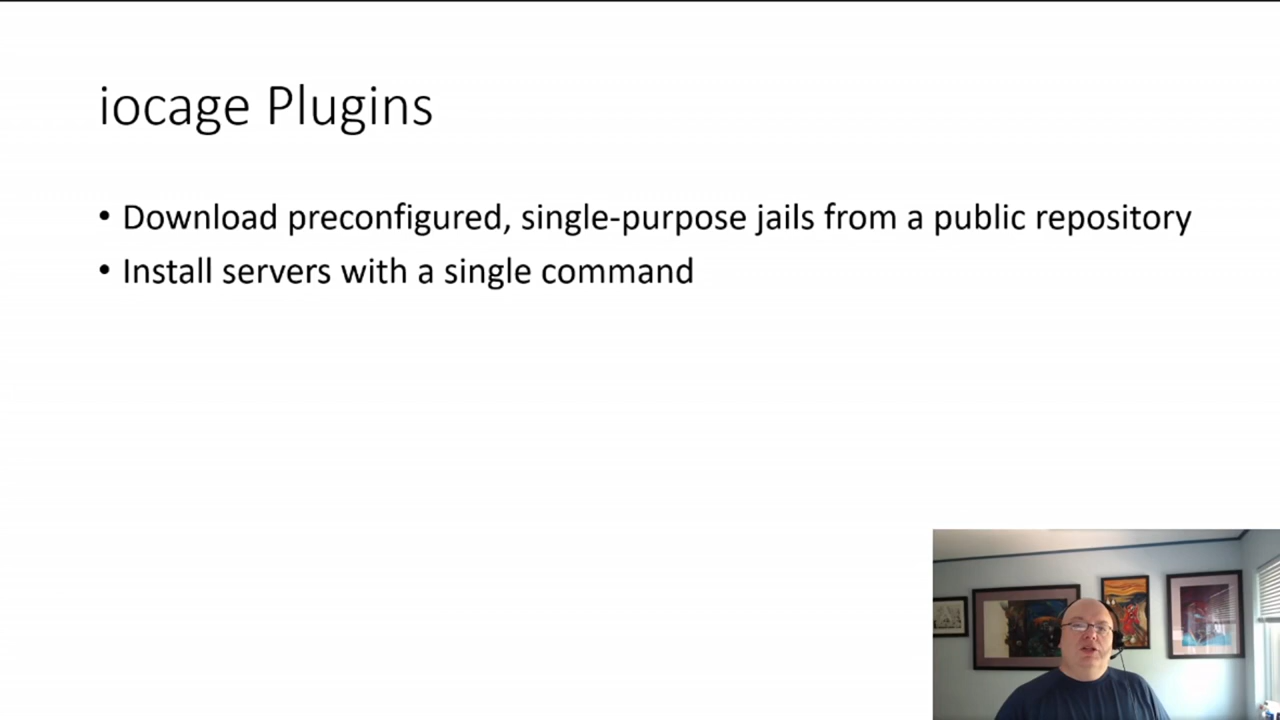 iocage Plugins
• Download preconfigured, single-purpose jails from a public repository
• Install servers with a single command